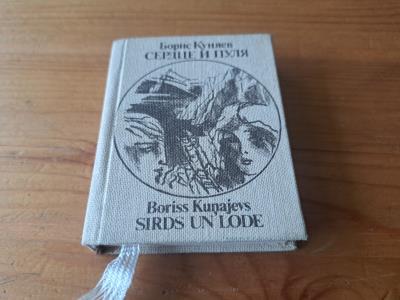 Борис Куняев
СЕРДЦЕ И ПУЛЯ
Boriss Kuņajevs
SIRDS UN LODE